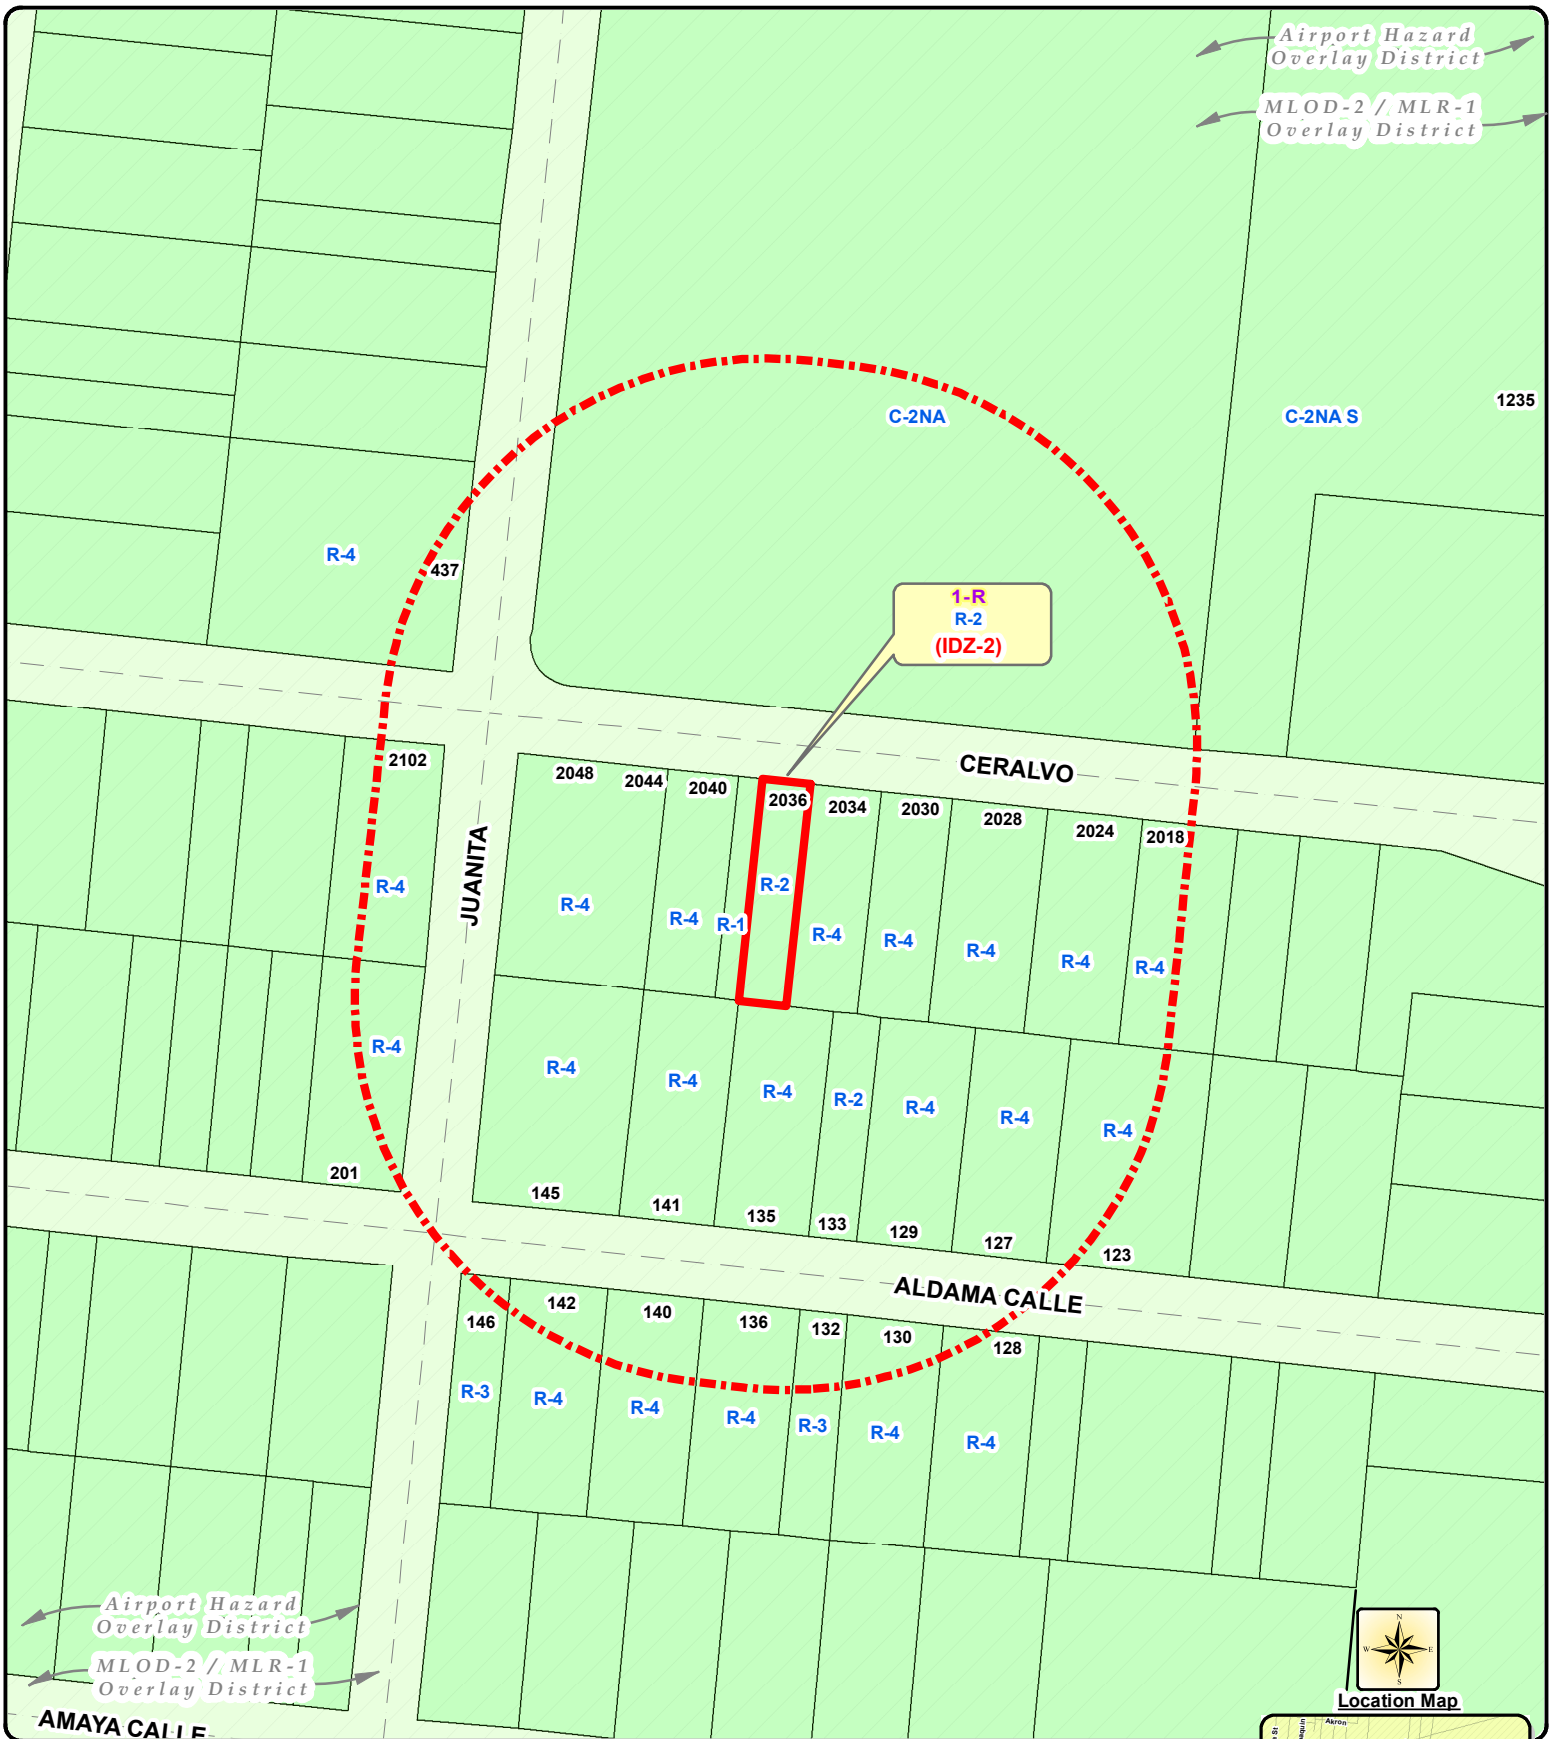 Airport Hazard
Overlay District
MLOD-2 / MLR-1
Overlay District
1235
C-2NA
C-2NA S
R-4
437
1-R
R-2
(IDZ-2)
CERALVO
2102
2048
2044
2040
2036
2034
2030
2028
2024
2018
JUANITA
R-4
R-4
R-4
R-1
R-2
R-4
R-4
R-4
R-4
R-4
R-4
R-4
R-4
R-4
R-2
R-4
R-4
R-4
201
145
141
135
133
129
127
123
ALDAMA CALLE
146
142
140
136
132
130
128
R-3
R-4
R-4
R-4
R-3
R-4
R-4
Airport Hazard
Overlay District
MLOD-2 / MLR-1
Overlay District
AMAYA CALLE
N
W
E
S
Location Map
Akron